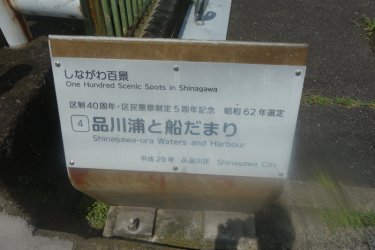 しながわ百景
One Hundred Scenic Spots in Shinagawa
区制40周年・区民憲章制定5周年記念 昭和62年選定
4 品川浦と船だまり
Shinagawa-ura Waters and Harbour
平成29年 品川区 Shinagawa City